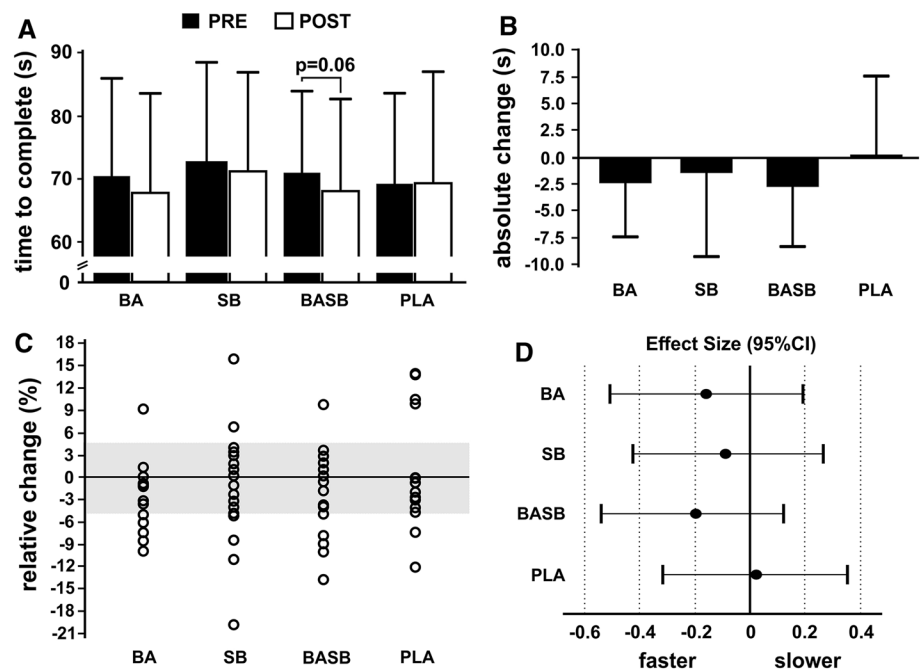 A
PRE POST
time to complete (s)
90
80
70
60
0
p=0.06
BA SB BASB PLA
B
absolute change (s)
10.0
7.5
5.0
2.5
0.0
-2.5
-5.0
-7.5
-10.0
BA SB BASB PLA
C
relative change (%)
18
15
12
9
6
3
0
-3
-6
-9
-12
-15
-18
-21
BA SB BASB PLA
D
Effect Size (95%CI)
BA
SB
BASB
PLA
-0.6 -0.4 -0.2 0 0.2 0.4
faster slower